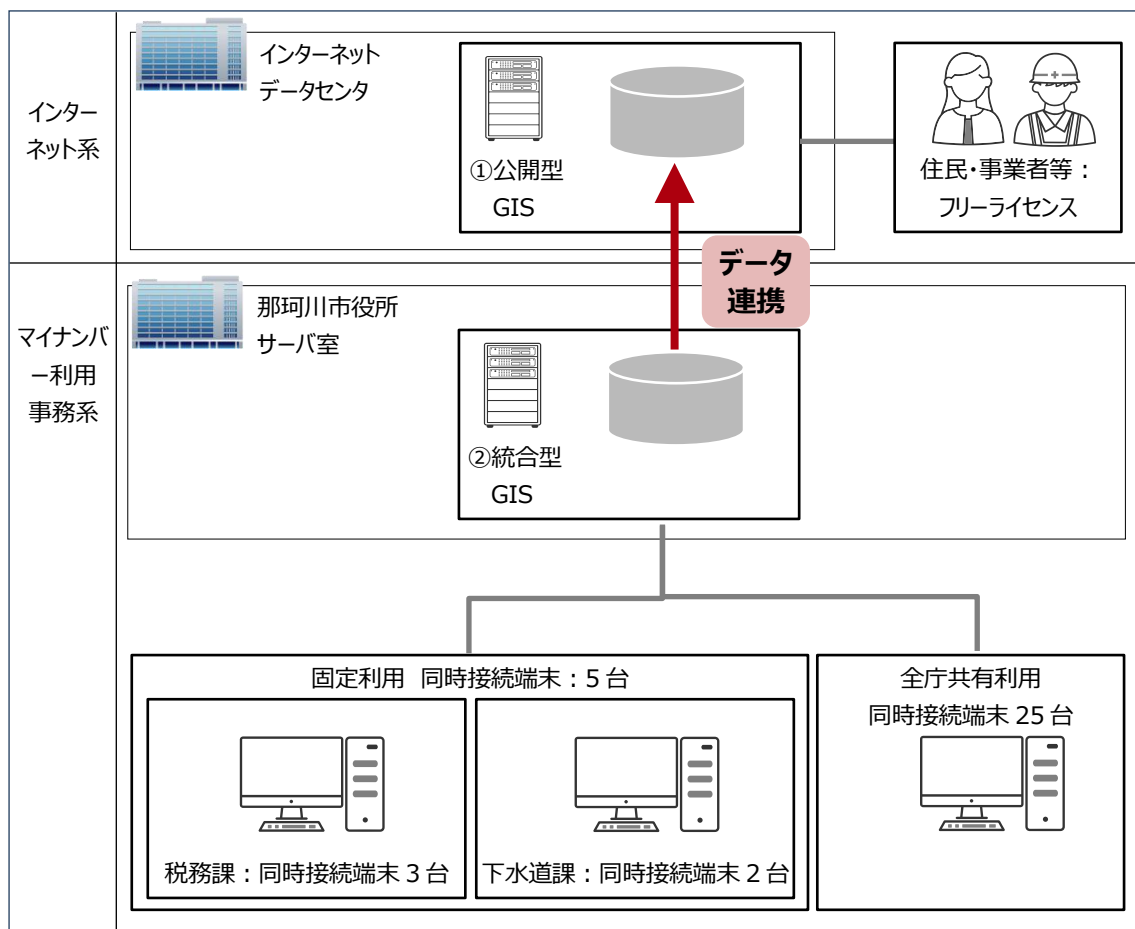 インター
ネット系
インターネット
データセンタ
①公開型
GIS
住民・事業者等：
フリーライセンス
データ
連携
マイナンバ
ー利用
事務系
那珂川市役所
サーバ室
②統合型
GIS
固定利用 同時接続端末：5台
税務課：同時接続端末3台
下水道課：同時接続端末2台
全庁共有利用
同時接続端末25台